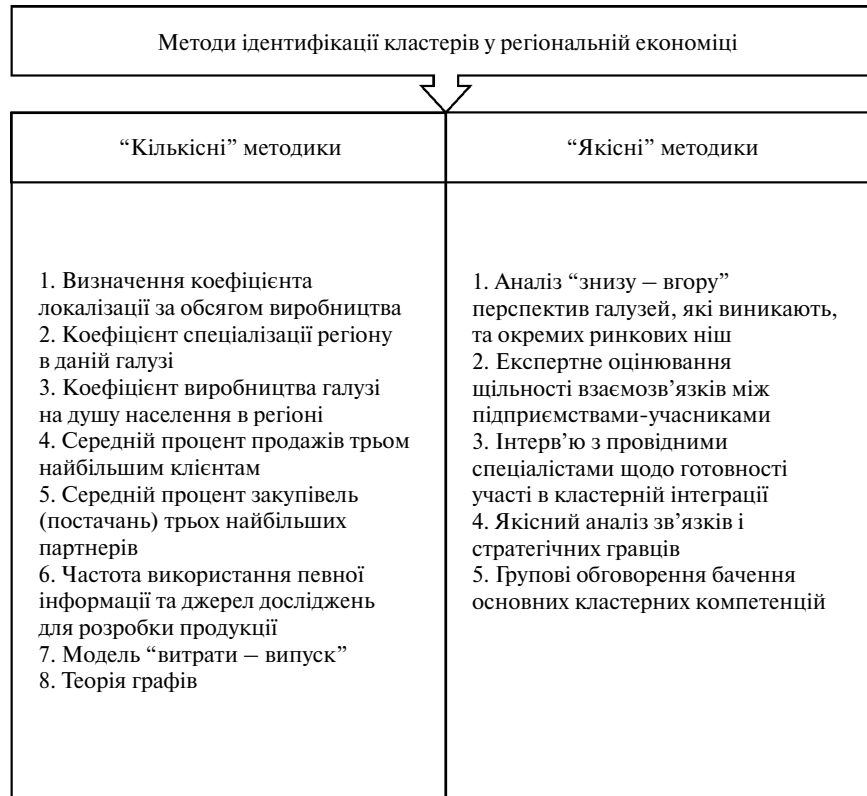 Методи ідентифікації кластерів у регіональній економіці
“Кількісні” методики
“Якісні” методики
1. Визначення коефіцієнта
локалізації за обсягом виробництва
2. Коефіцієнт спеціалізації регіону
в даній галузі
3. Коефіцієнт виробництва галузі
на душу населення в регіоні
4. Середній процент продажів трьом
найбільшим клієнтам
5. Середній процент закупівель
(постачань) трьох найбільших
партнерів
6. Частота використання певної
інформації та джерел досліджень
для розробки продукції
7. Модель “витрати – випуск”
8. Теорія графів
1. Аналіз “знизу – вгору”
перспектив галузей, які виникають,
та окремих ринкових ніш
2. Експертне оцінювання
щільності взаємозв'язків між
підприємствами-учасниками
3. Інтерв'ю з провідними
спеціалістами щодо готовності
участі в кластерній інтеграції
4. Якісний аналіз зв'язків і
стратегічних гравців
5. Групові обговорення бачення
основних кластерних компетенцій